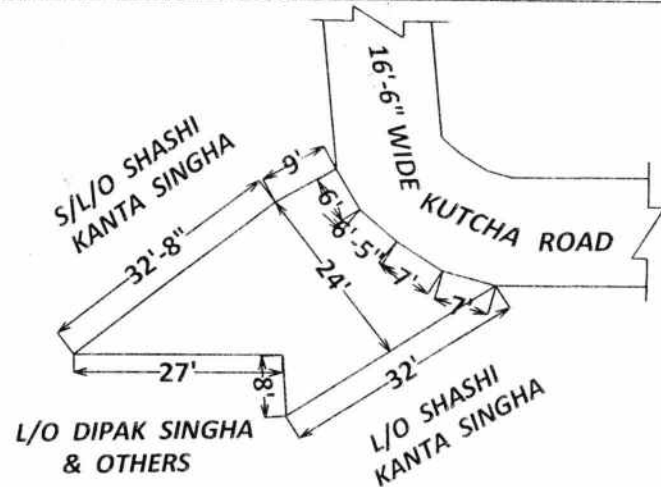 16'-6" WIDE
KUTCHA ROAD
S/L/O SHASHI
KANTA SINGHA
9'
32'-8"
6'
6'-5"
7'
7'
24'
27'
8'
32'
L/O SHASHI
KANTA SINGHA
L/O DIPAK SINGHA
& OTHERS